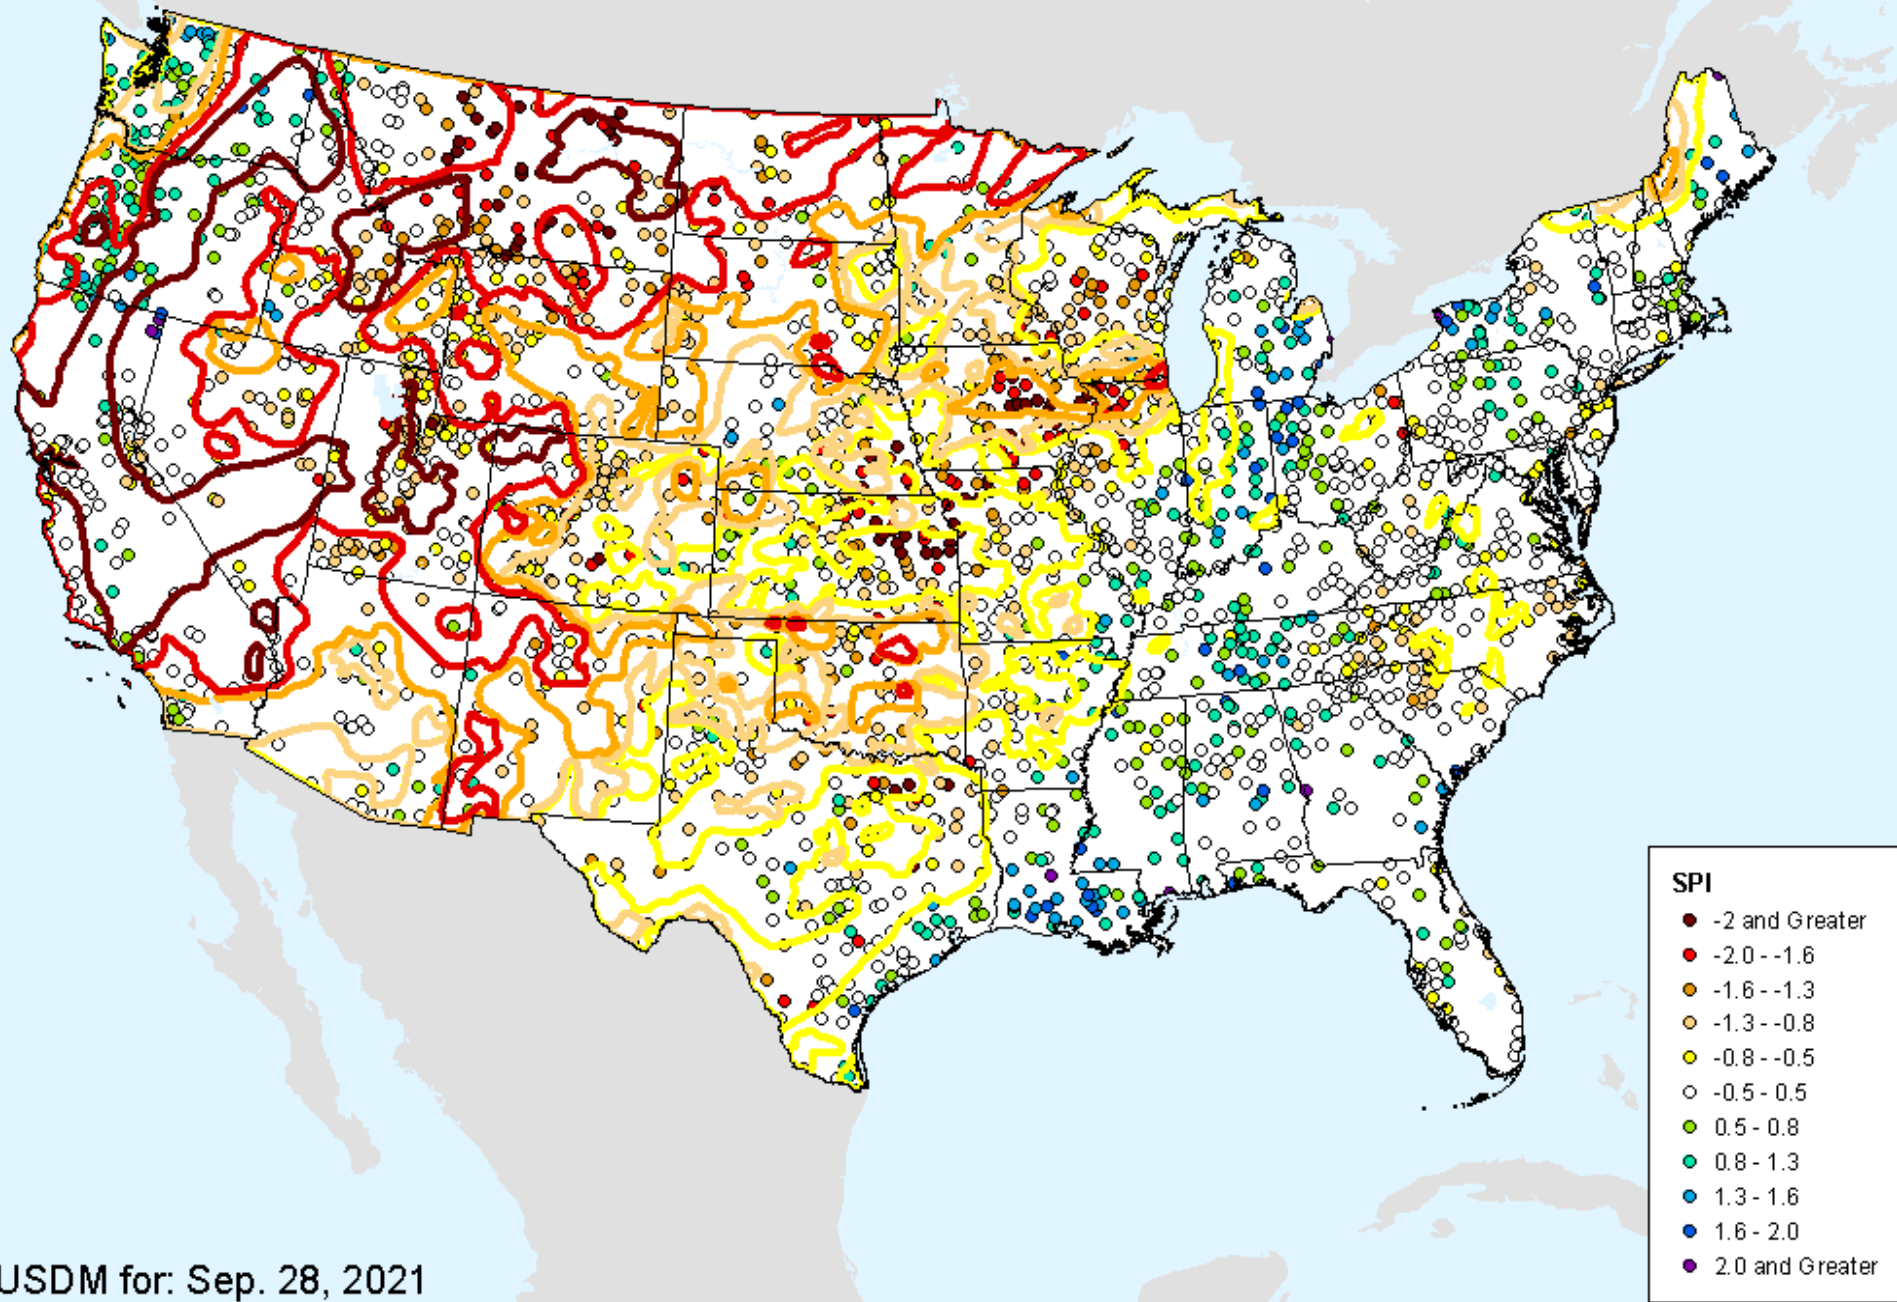 SPI
-2 and Greater
-2.0 - -1.6
-1.6 - -1.3
-1.3 - -0.8
-0.8 - -0.5
-0.5 - 0.5
0.5 - 0.8
0.8 - 1.3
1.3 - 1.6
1.6 - 2.0
2.0 and Greater
USDM for: Sep. 28, 2021